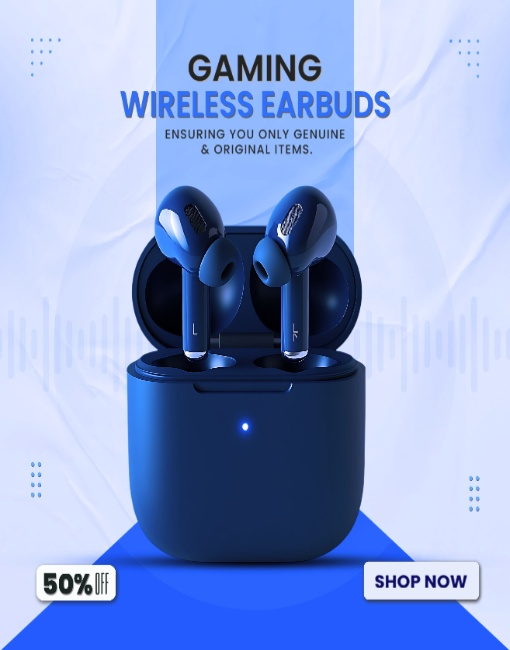 GAMING
WIRELESS EARBUDS
ENSURING YOU ONLY GENUINE
& ORIGINAL ITEMS.
L
50% OFF
SHOP NOW